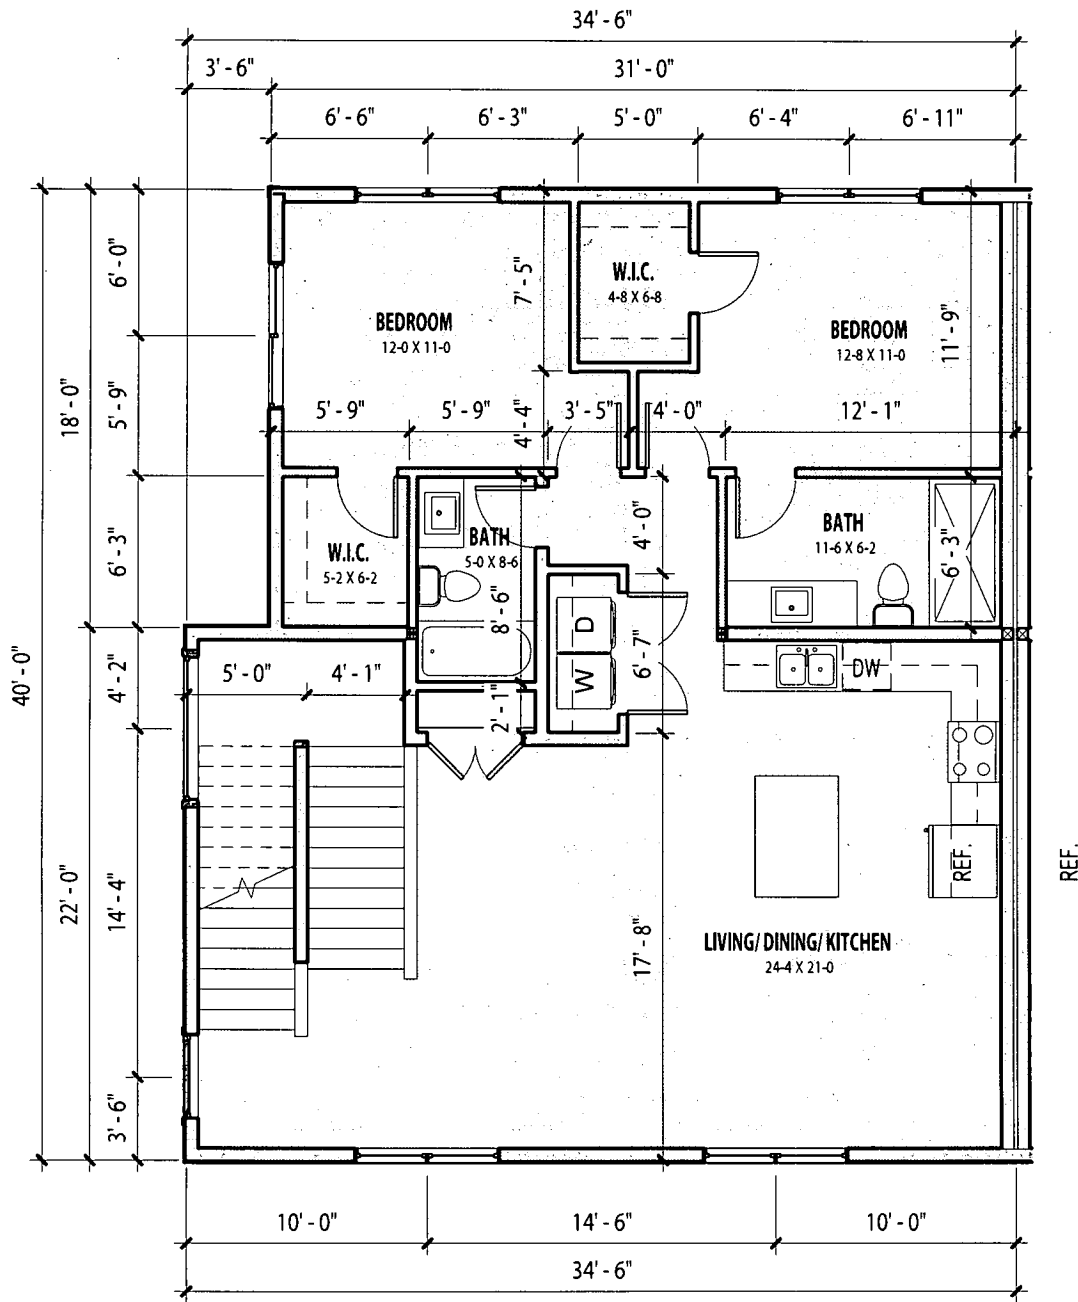 34' - 6"
3' - 6"
31' - 0"
6' - 6"
6' - 3"
5' - 0"
6' - 4"
6' - 11"
6' - 0"
7' - 5"
W.I.C.
4-8 X 6-8
BEDROOM
12-0 X 11-0
BEDROOM
12-8 X 11-0
11' - 9"
18' - 0"
5' - 9"
5' - 9"
5' - 9"
4' - 4"
3' - 5"
4' - 0"
12' - 1"
6' - 3"
W.I.C.
5-2 X 6-2
BATH
5-0 X 8-6
4' - 0"
BATH
11-6 X 6-2
6' - 3"
8' - 6"
D
W
6' - 7"
40' - 0"
4' - 2"
5' - 0"
4' - 1"
2' - 1"
DW
REF.
REF.
22' - 0"
14' - 4"
17' - 8"
LIVING/ DINING/ KITCHEN
24-4 X 21-0
3' - 6"
10' - 0"
14' - 6"
10' - 0"
34' - 6"